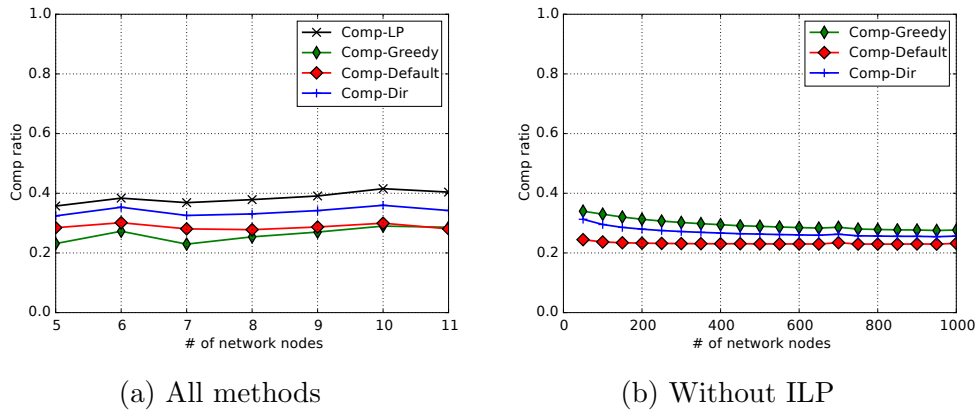 1.0
0.8
0.6
0.4
0.2
0.0
Comp ratio
Comp-LP
Comp-Greedy
Comp-Default
Comp-Dir
5 6 7 8 9 10 11
# of network nodes
(a) All methods
1.0
0.8
0.6
0.4
0.2
0.0
Comp ratio
Comp-Greedy
Comp-Default
Comp-Dir
0 200 400 600 800 1000
# of network nodes
(b) Without ILP